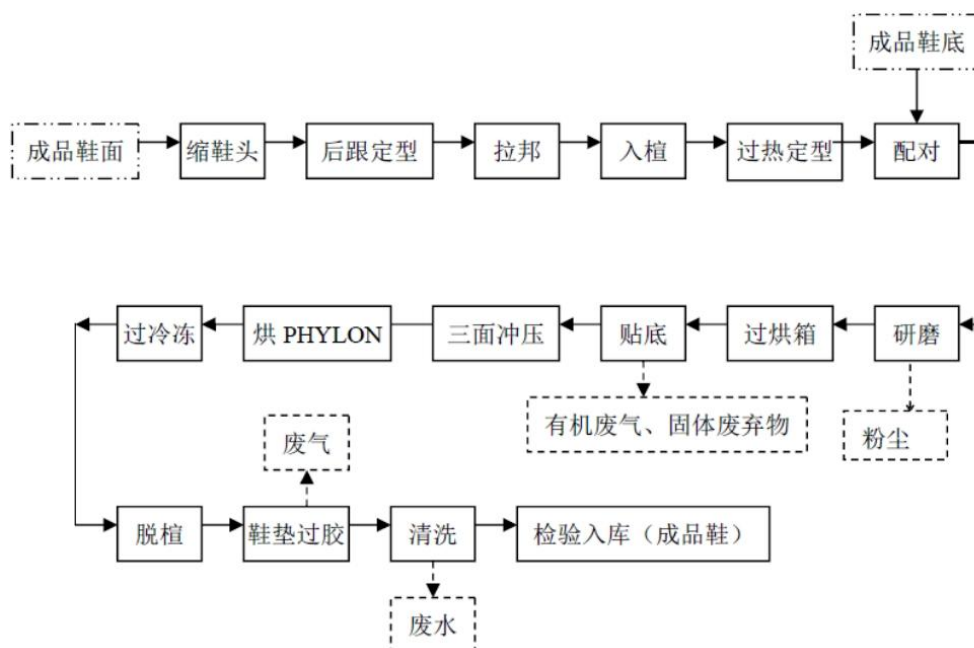 成品鞋底
成品鞋面
缩鞋头
后跟定型
拉邦
入楦
过热定型
配对
过冷冻
烘 PHYLON
三面冲压
贴底
过烘箱
研磨
有机废气、固体废弃物
粉尘
废气
脱楦
鞋垫过胶
清洗
检验入库（成品鞋）
废水